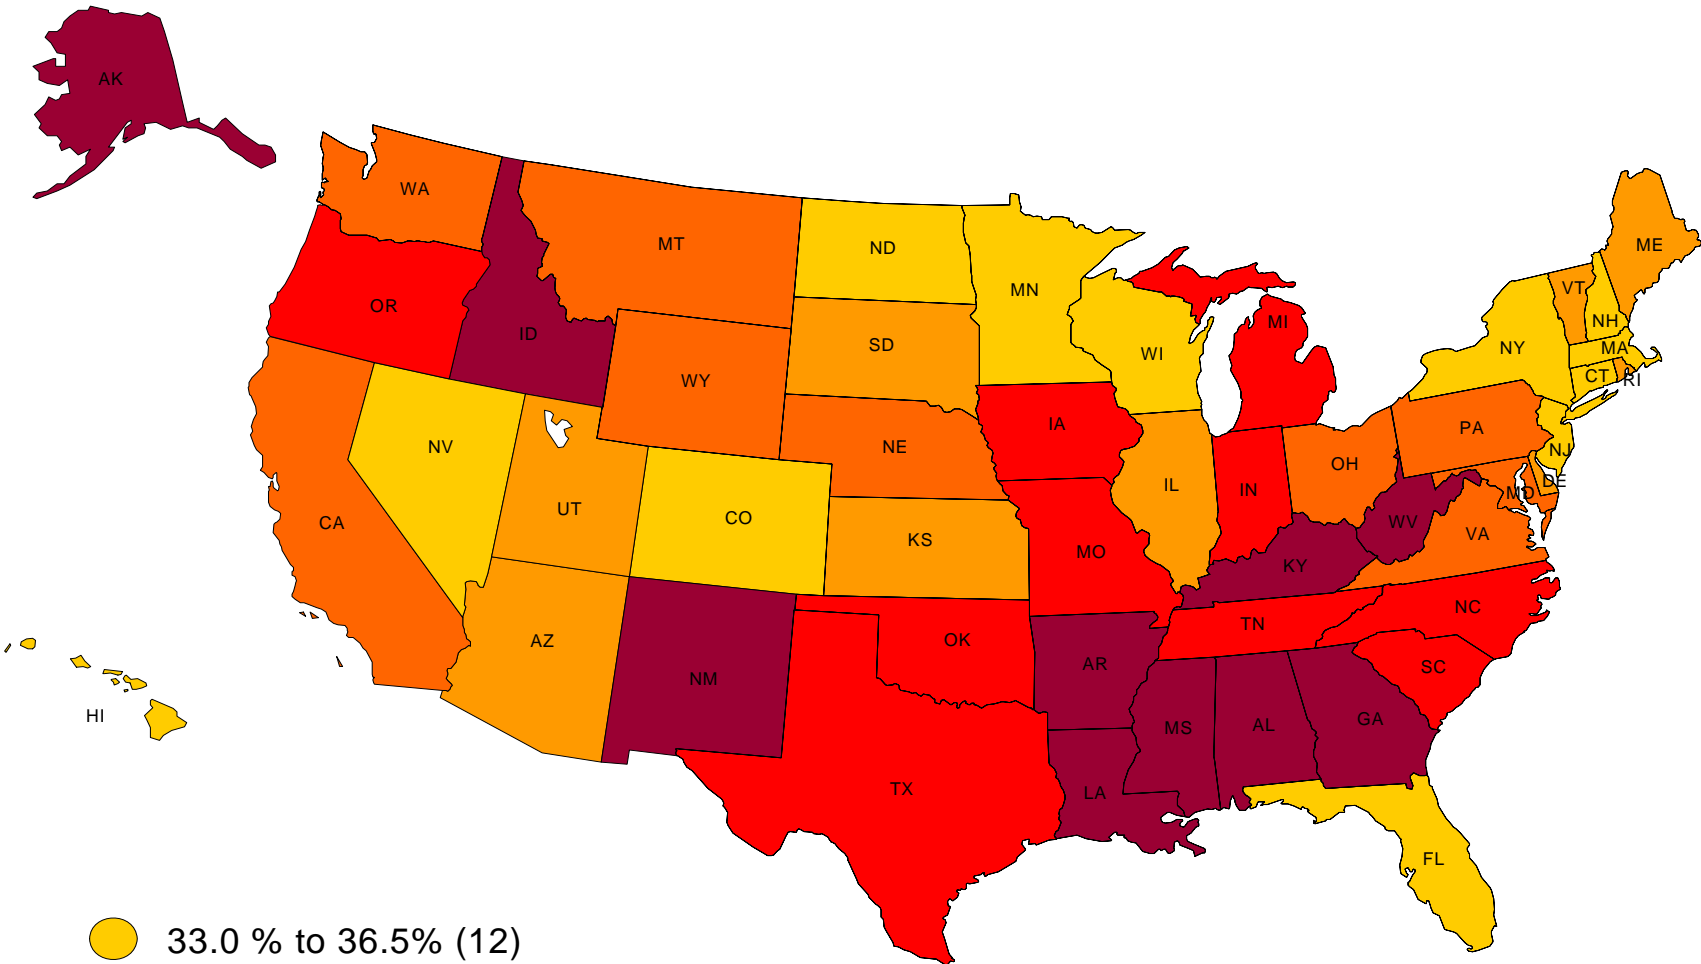 AK
WA
MT
ND
MN
ME
VT
NH
OR
ID
SD
WI
MI
NY
MA
CT
RI
WY
IA
PA
NV
NE
OH
NJ
UT
CO
IL
IN
MD
DE
CA
KS
MO
WV
VA
KY
NC
AZ
NM
OK
TN
AR
SC
HI
MS
AL
GA
TX
LA
FL
33.0 % to 36.5% (12)